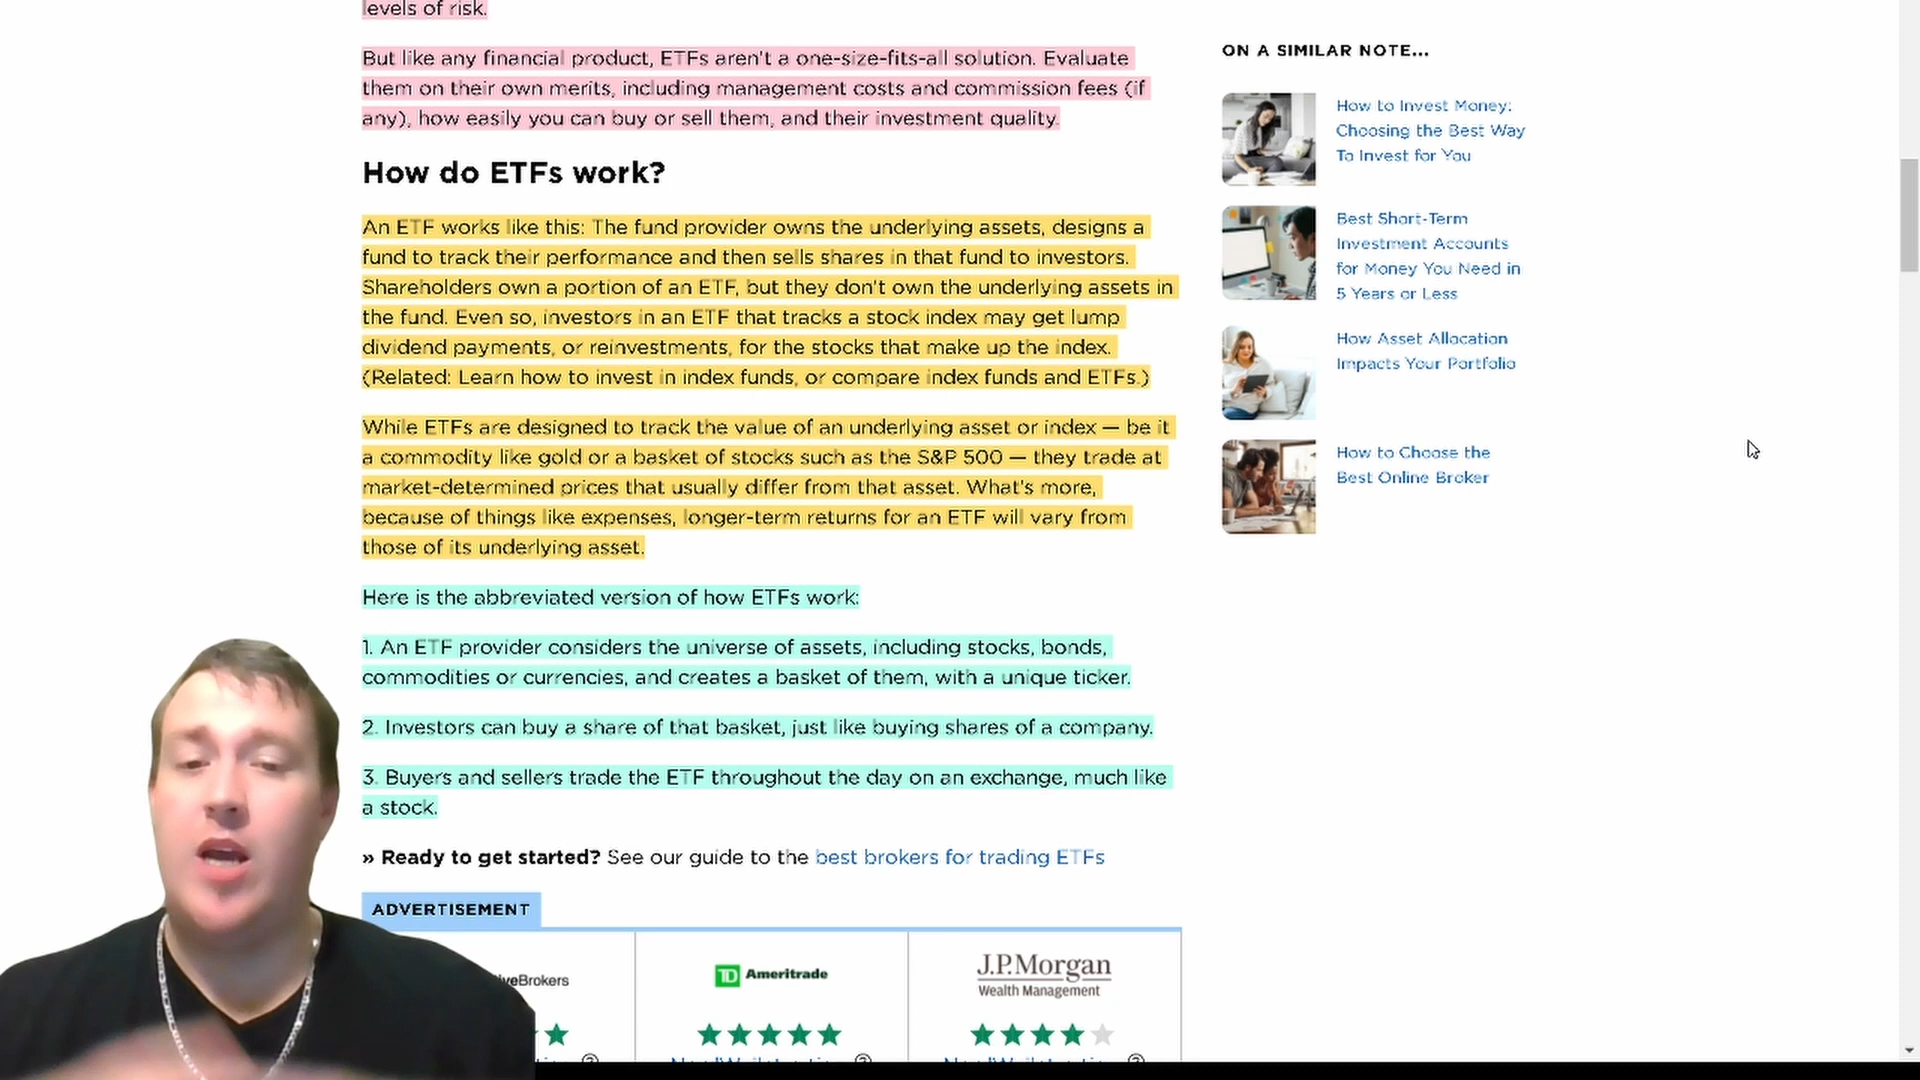 levels of risk.
But like any financial product, ETFs aren't a one-size-fits-all solution. Evaluate
them on their own merits, including management costs and commission fees (if
any), how easily you can buy or sell them, and their investment quality.
How do ETFs work?
An ETF works like this: The fund provider owns the underlying assets, designs a
fund to track their performance and then sells shares in that fund to investors.
Shareholders own a portion of an ETF, but they don't own the underlying assets in
the fund. Even so, investors in an ETF that tracks a stock index may get lump
dividend payments, or reinvestments, for the stocks that make up the index.
(Related: Learn how to invest in index funds, or compare index funds and ETFs.)
While ETFs are designed to track the value of an underlying asset or index — be it
a commodity like gold or a basket of stocks such as the S&P 500 — they trade at
market-determined prices that usually differ from that asset. What's more,
because of things like expenses, longer-term returns for an ETF will vary from
those of its underlying asset.
Here is the abbreviated version of how ETFs work:
1. An ETF provider considers the universe of assets, including stocks, bonds,
commodities or currencies, and creates a basket of them, with a unique ticker.
2. Investors can buy a share of that basket, just like buying shares of a company.
3. Buyers and sellers trade the ETF throughout the day on an exchange, much like
a stock.
» Ready to get started? See our guide to the best brokers for trading ETFs
ADVERTISEMENT
iveBrokers
TD Ameritrade
J.P.Morgan
Wealth Management
ON A SIMILAR NOTE...
How to Invest Money:
Choosing the Best Way
To Invest for You
Best Short-Term
Investment Accounts
for Money You Need in
5 Years or Less
How Asset Allocation
Impacts Your Portfolio
How to Choose the
Best Online Broker